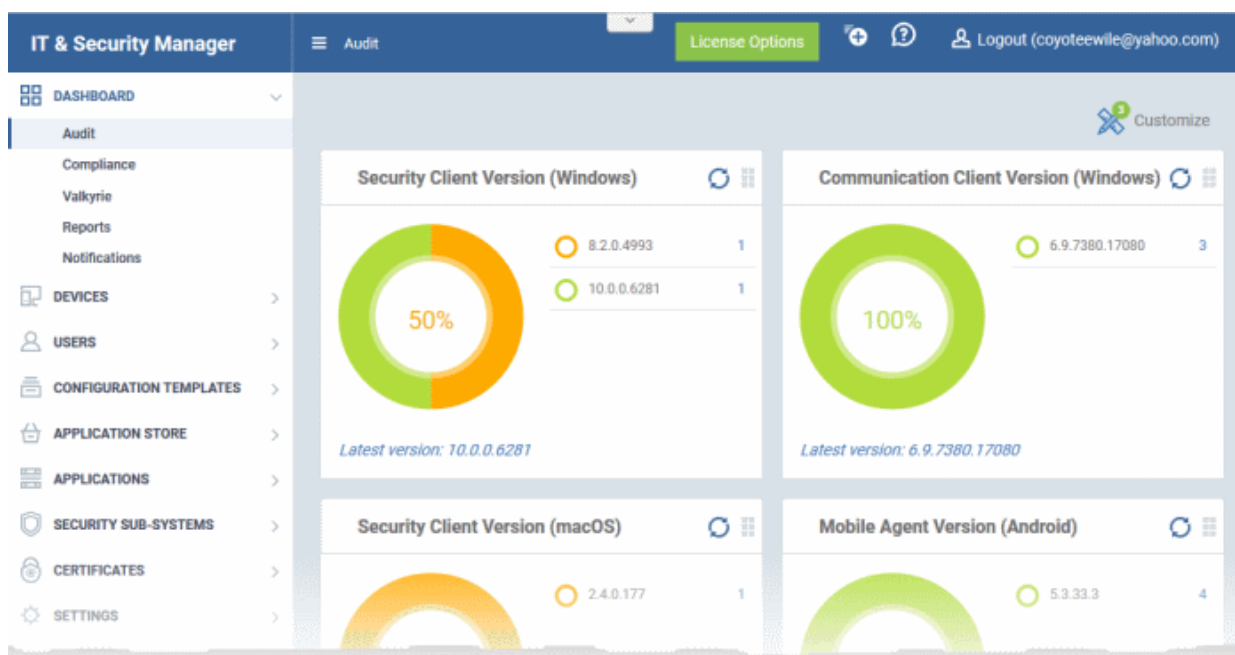 IT & Security Manager
Audit
License Options
Logout (coyoteewile@yahoo.com)
DASHBOARD
Audit
Compliance
Valkyrie
Reports
Notifications
DEVICES
USERS
CONFIGURATION TEMPLATES
APPLICATION STORE
APPLICATIONS
SECURITY SUB-SYSTEMS
CERTIFICATES
SETTINGS
3
Customize
Security Client Version (Windows)
50%
8.2.0.4993 1
10.0.0.6281 1
Latest version: 10.0.0.6281
Communication Client Version (Windows)
100%
6.9.7380.17080 3
Latest version: 6.9.7380.17080
Security Client Version (macOS)
2.4.0.177 1
Mobile Agent Version (Android)
5.3.33.3 4